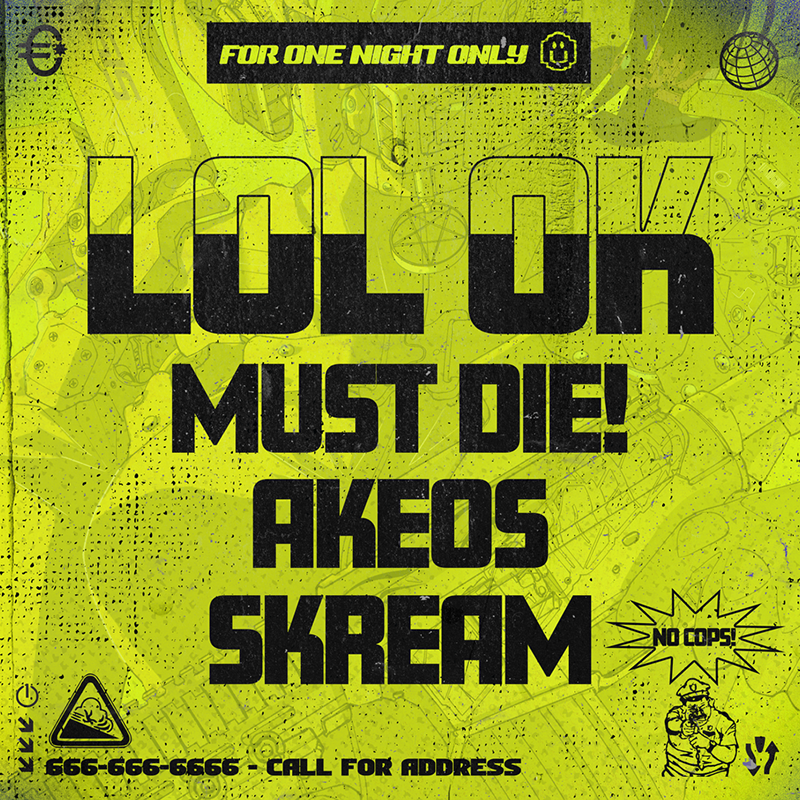 FOR ONE NIGHT ONLY
LOL OK
MUST DIE!
AKEOS
SKREAM
NO COPS!
666-666-6666 - CALL FOR ADDRESS